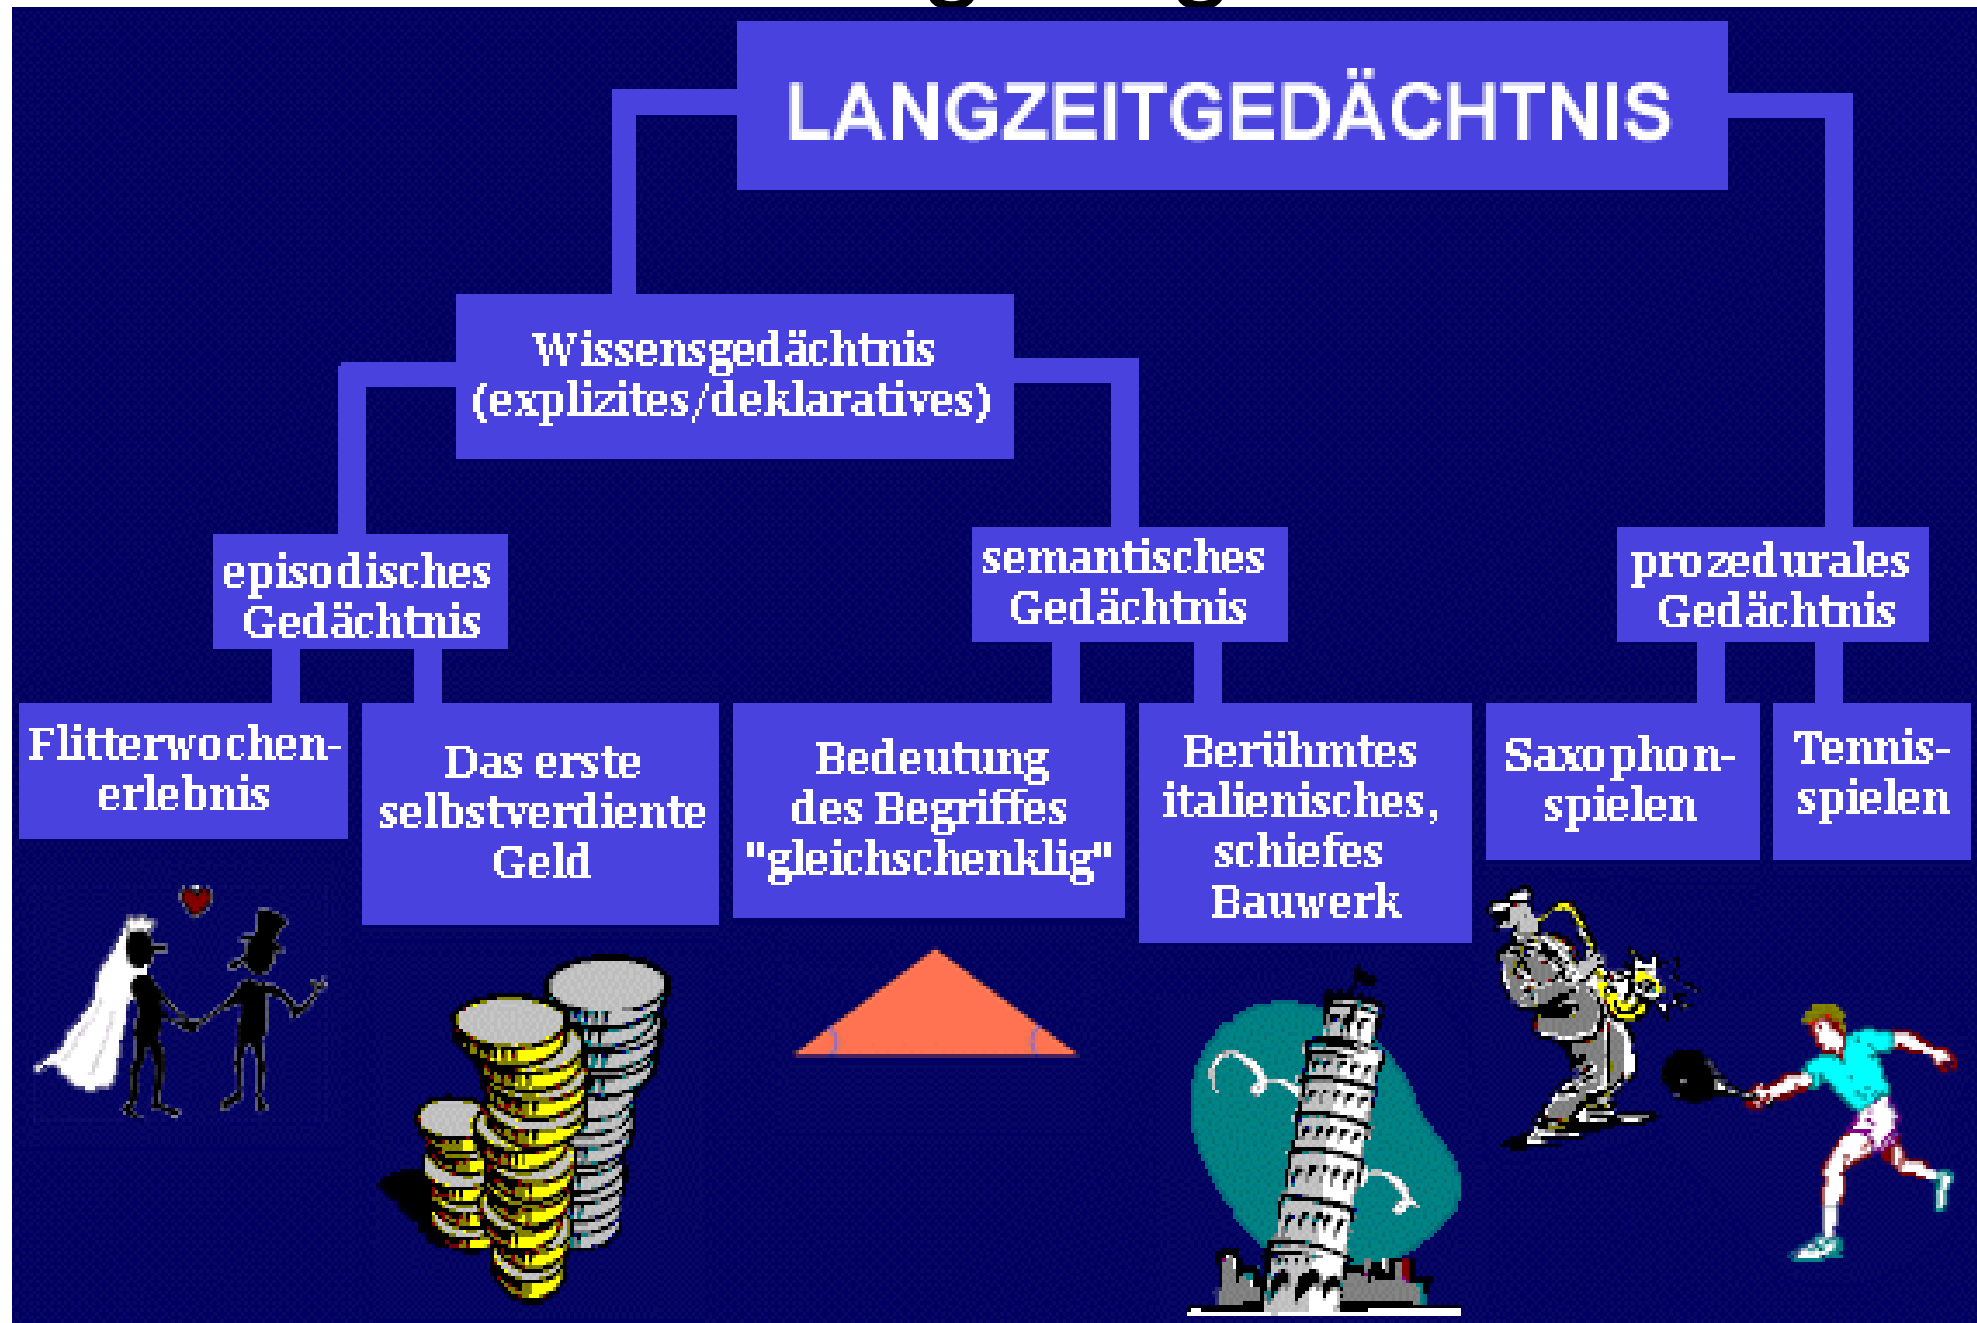 LANGZEITGEDÄCHTNIS
Wissensgedächtnis
(explizites/deklaratives)
episodisches
Gedächtnis
semantisches
Gedächtnis
prozedurales
Gedächtnis
Flitterwochen-
erlebnis
Das erste
selbstverdiente
Geld
Bedeutung
des Begriffes
"gleichschenklig"
Berühmtes
italienisches,
schiefes
Bauwerk
Saxophon-
spielen
Tennis-
spielen